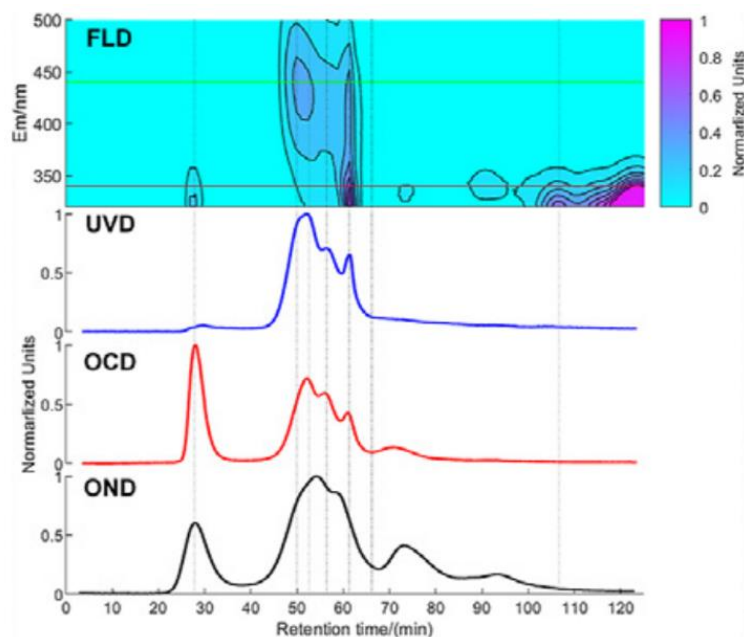 FLD
Em/nm
500
450
400
350
1
0.8
0.6
0.4
0.2
0
Normarlized Units
UVD
1
0.5
0
OCD
1
0.5
0
Normarlized Units
OND
1
0.5
0
0 10 20 30 40 50 60 70 80 90 100 110 120
Retention time/(min)